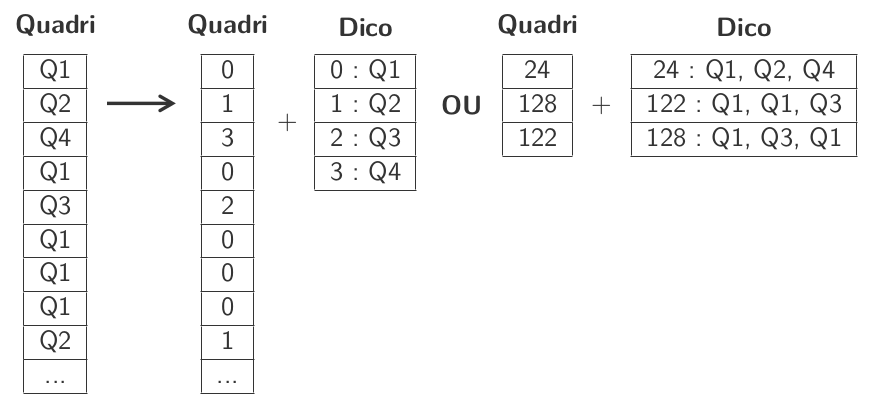 Quadri Quadri Dico Quadri Dico
Q1 0 0 : Q1 24 24 : Q1, Q2, Q4
Q2 1 + 1 : Q2 OU 128 + 122 : Q1, Q1, Q3
Q4 3 2 : Q3 122 128 : Q1, Q3, Q1
Q1 0 3 : Q4
Q3 2
Q1 0
Q1 0
Q1 0
Q2 1
... ...